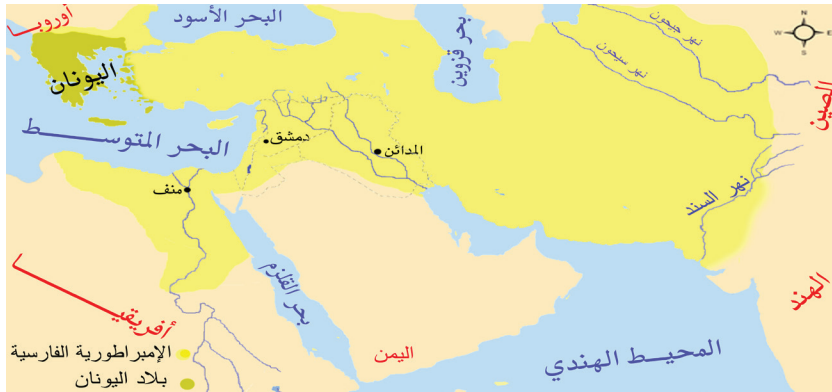 أوروبا
البحر الأسود
بحر قزوين
نهر جيحون
نهر سيحون
N
W
E
S
الصين
اليونان
البحر المتوسط
دمشق
المدائن
منف
نهر السند
الهند
بحر القلزم
أفريقيا
اليمن
المحيط الهندي
الإمبراطورية الفارسية
بلاد اليونان